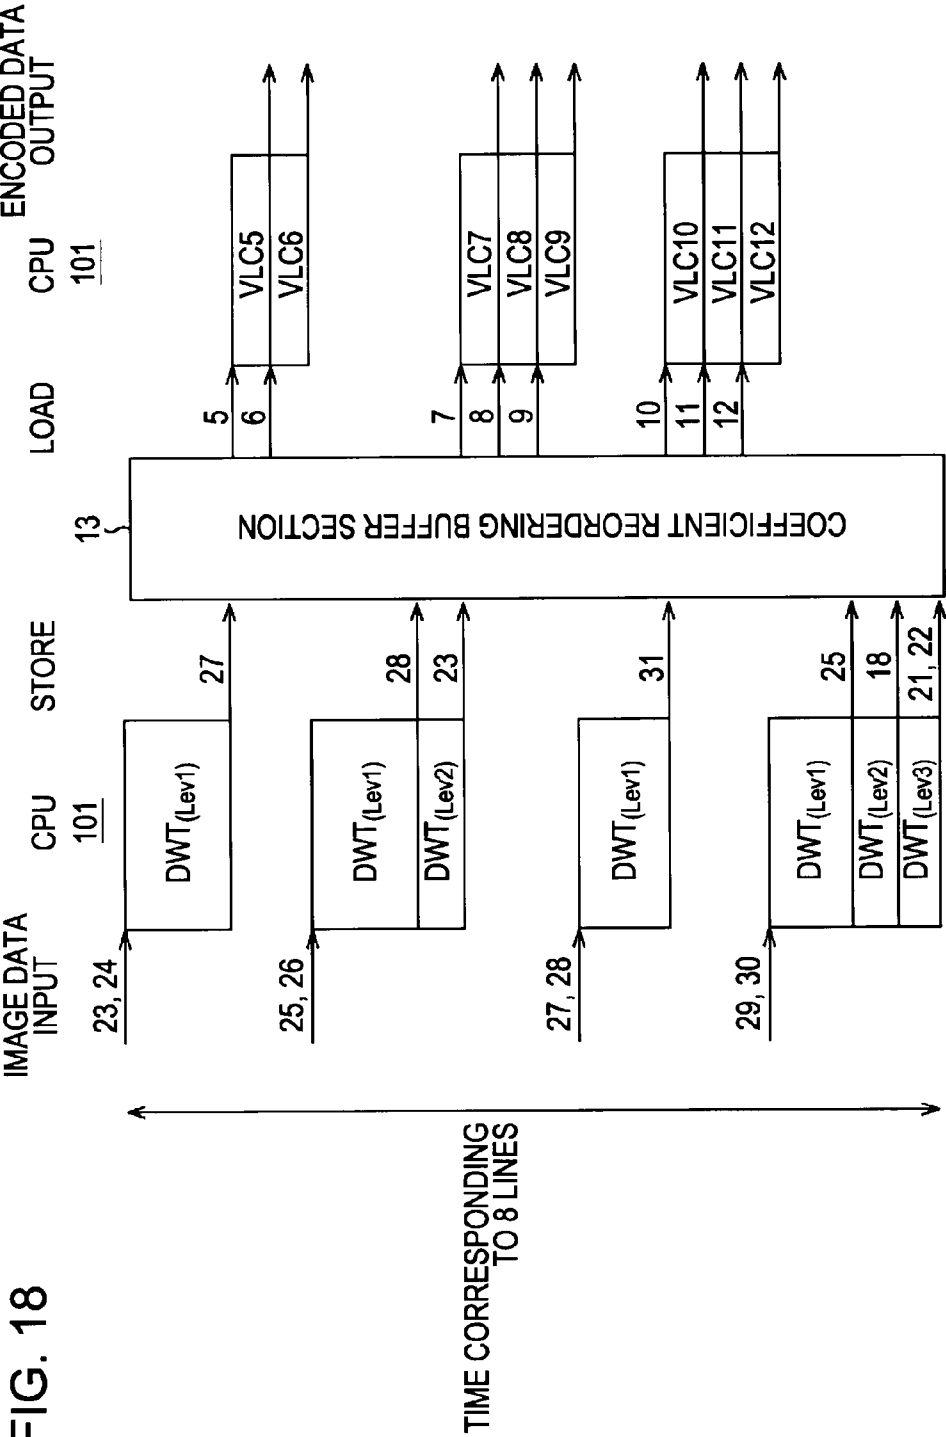 FIG. 18
TIME CORRESPONDING
TO 8 LINES
IMAGE DATA
INPUT
23, 24
25, 26
27, 28
29, 30
CPU
101
DWT(Lev1)
DWT(Lev1)
DWT(Lev2)
DWT(Lev1)
DWT(Lev1)
DWT(Lev2)
DWT(Lev3)
STORE
27
28
23
31
25
18
21, 22
13
COEFFICIENT REORDERING BUFFER SECTION
LOAD
5
6
7
8
9
10
11
12
CPU
101
VLC5
VLC6
VLC7
VLC8
VLC9
VLC10
VLC11
VLC12
ENCODED DATA
OUTPUT